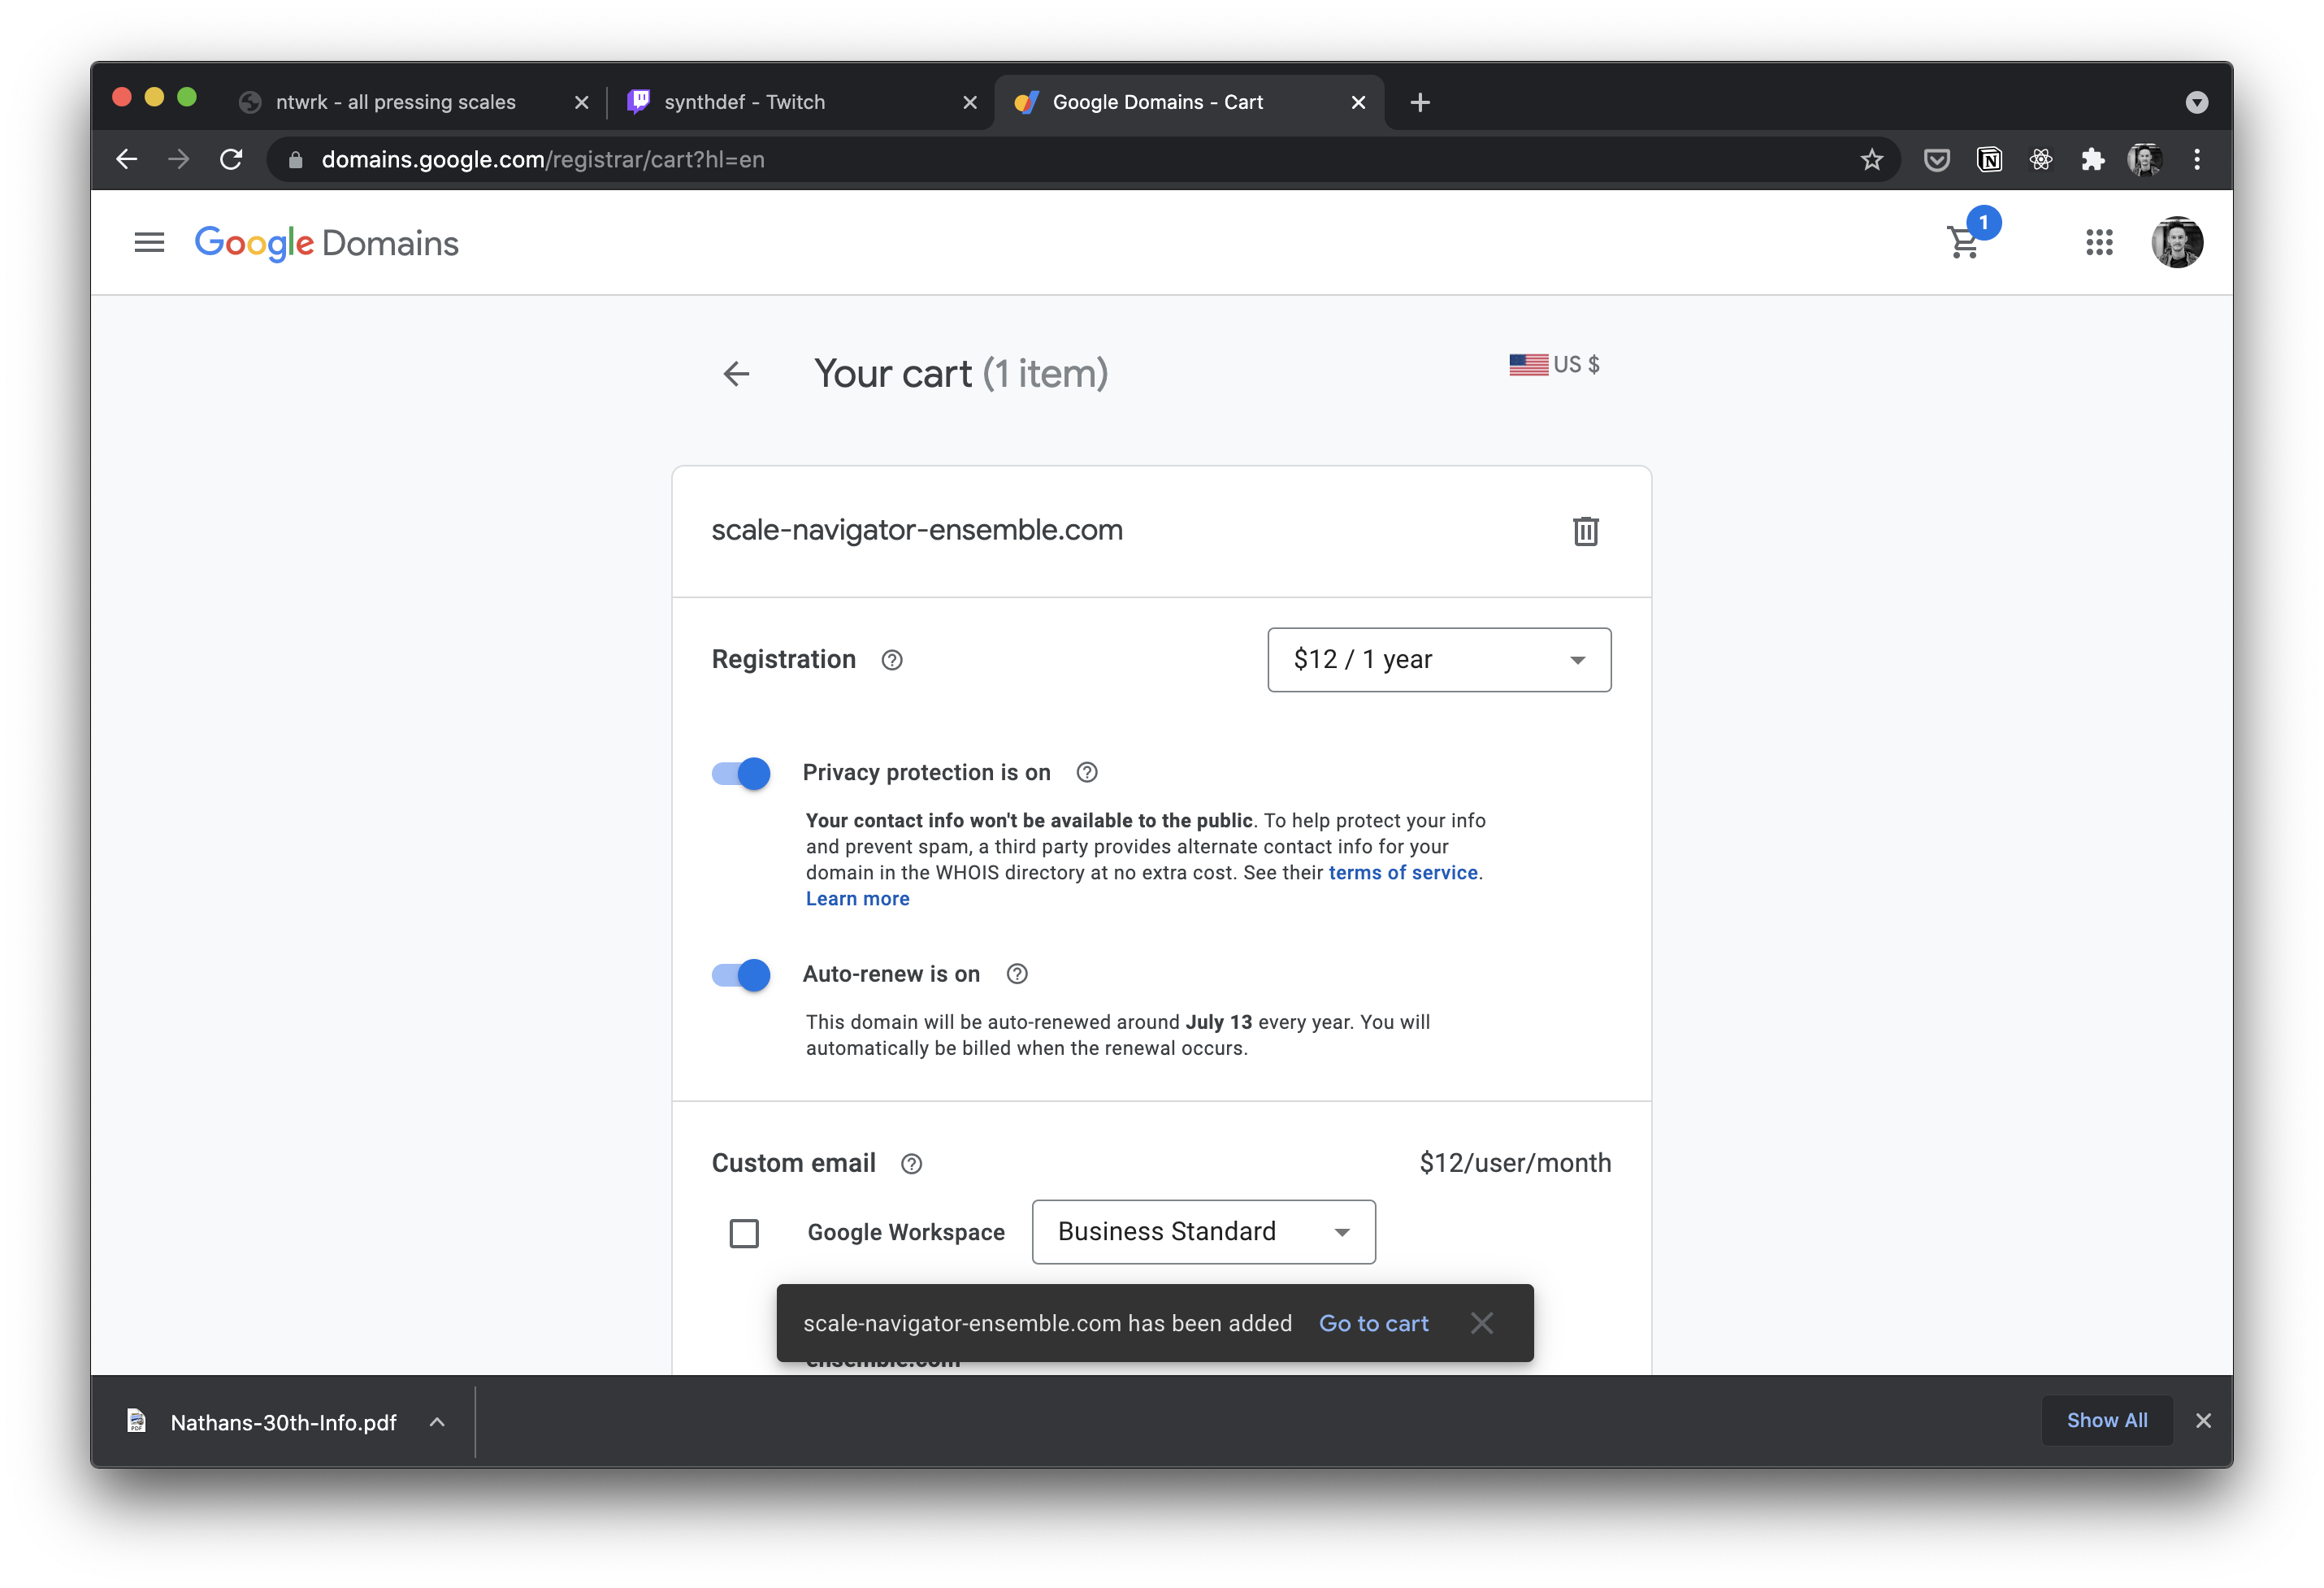 ntwrk - all pressing scales
synthdef - Twitch
Google Domains - Cart
domains.google.com/registrar/cart?hl=en
Google Domains
1
Your cart (1 item)
US $
scale-navigator-ensemble.com
Registration
$12 / 1 year
Privacy protection is on
Your contact info won't be available to the public. To help protect your info
and prevent spam, a third party provides alternate contact info for your
domain in the WHOIS directory at no extra cost. See their terms of service.
Learn more
Auto-renew is on
This domain will be auto-renewed around July 13 every year. You will
automatically be billed when the renewal occurs.
Custom email
$12/user/month
Google Workspace
Business Standard
scale-navigator-ensemble.com has been added
Go to cart
ensemble.com
Nathans-30th-Info.pdf
Show All